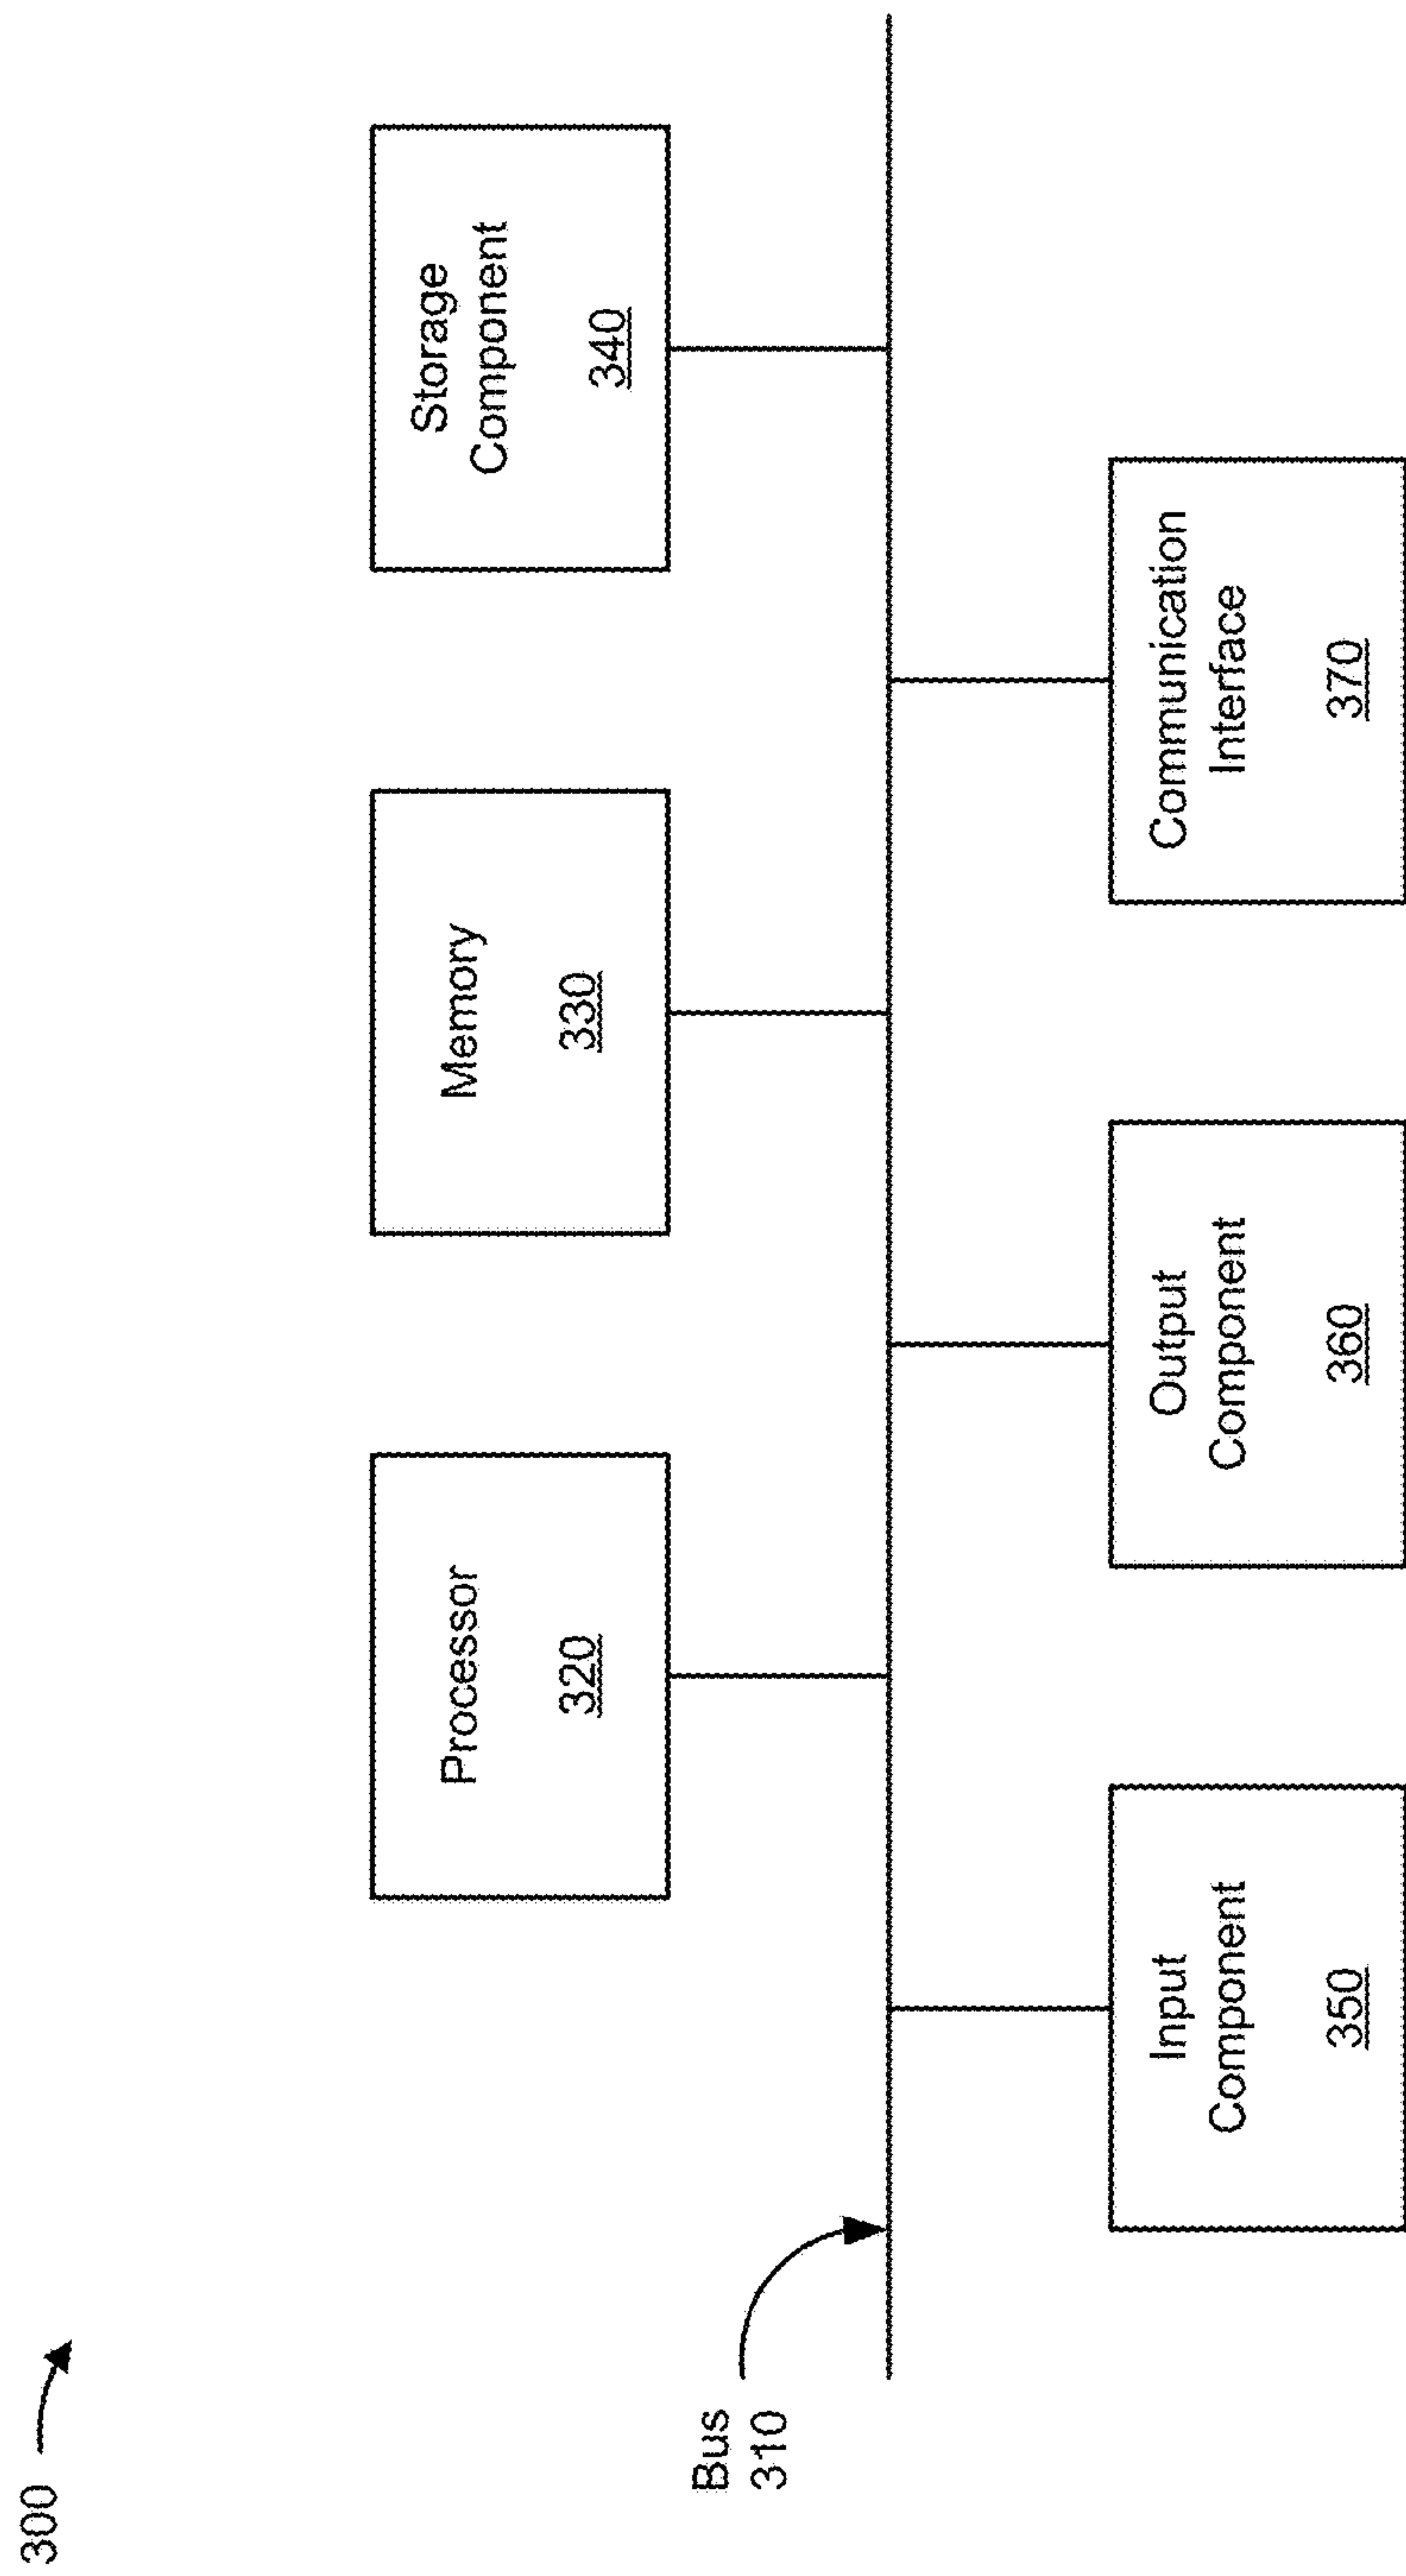 300
Processor
320
Memory
330
Storage
Component
340
Bus
310
Input
Component
350
Output
Component
360
Communication
Interface
370